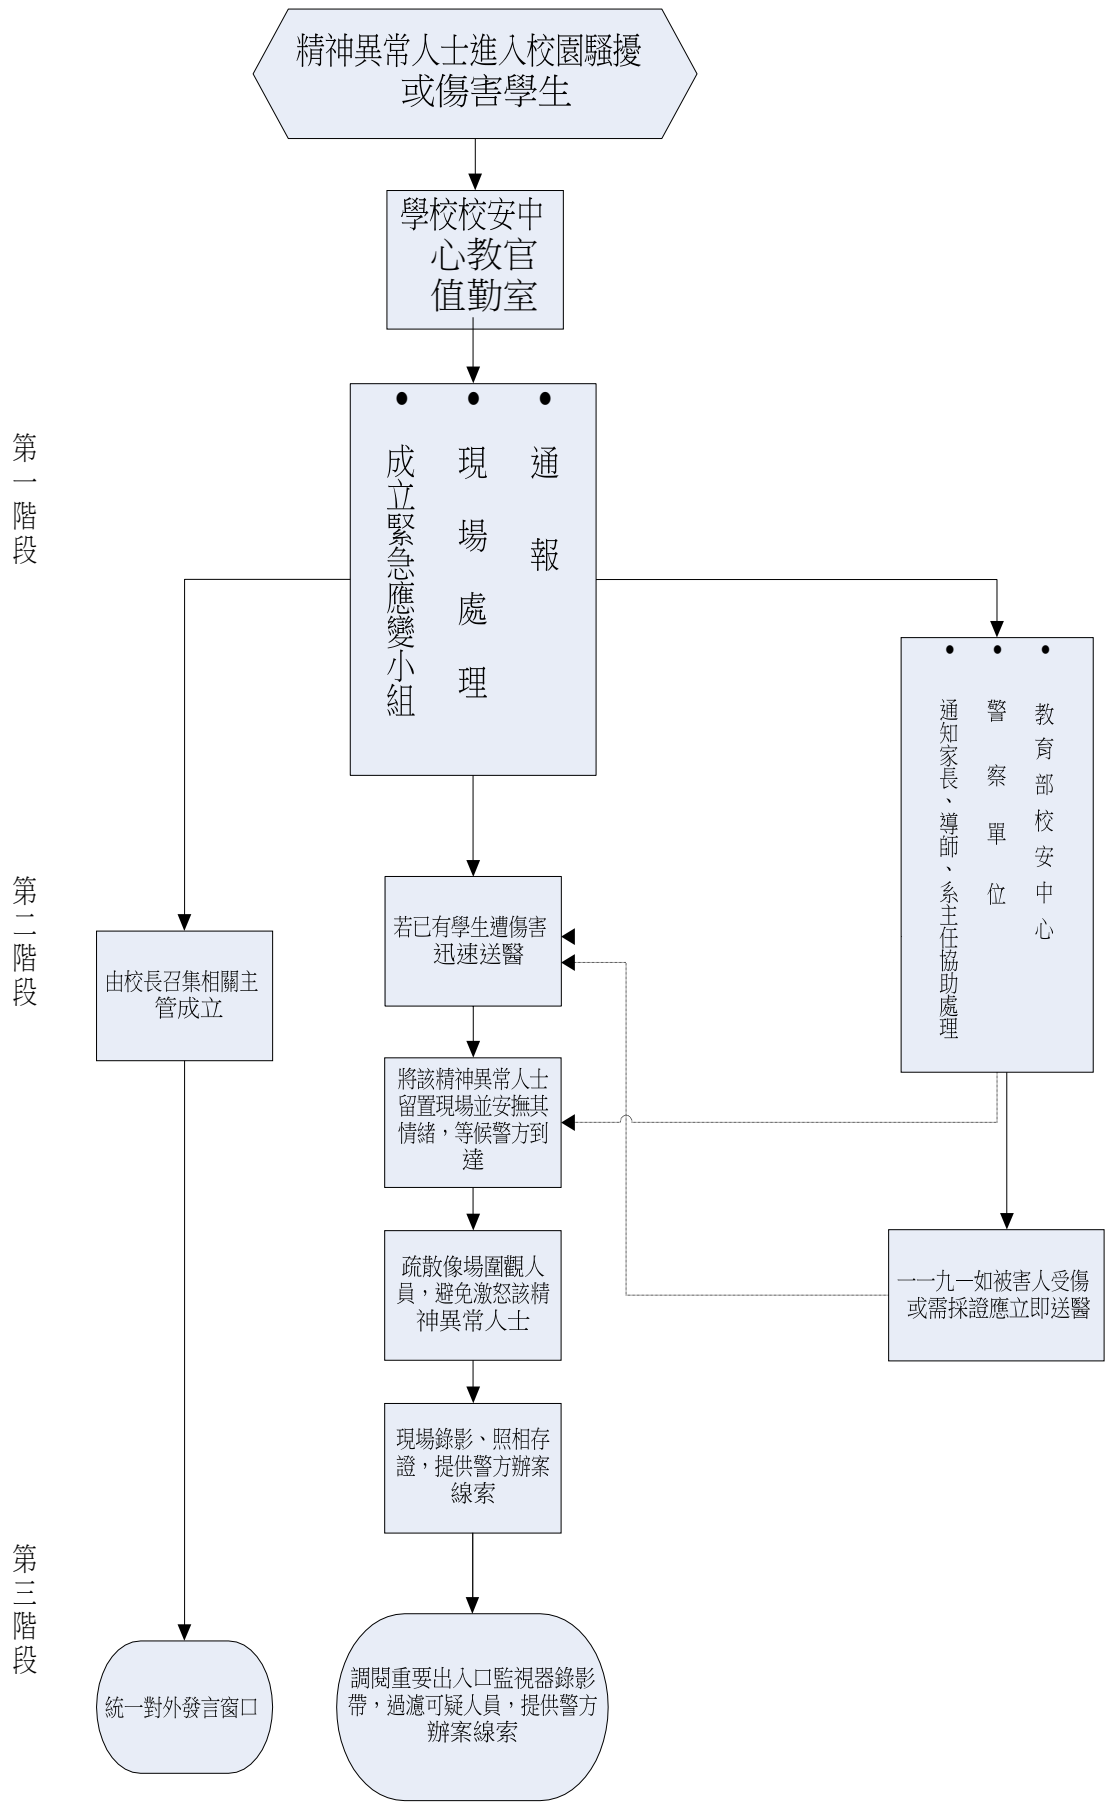 精神異常人士進入校園騷擾
或傷害學生
學校校安中
心教官
值勤室
第一階段
通報
現場處理
成立緊急應變小組
教育部校安中心
警察單位
通知家長、導師、系主任協助處理
第二階段
由校長召集相關主
管成立
若已有學生遭傷害
迅速送醫
將該精神異常人士
留置現場並安撫其
情緒，等候警方到
達
疏散像場圍觀人
員，避免激怒該精
神異常人士
一一九—如被害人受傷
或需採證應立即送醫
現場錄影、照相存
證，提供警方辦案
線索
第三階段
統一對外發言窗口
調閱重要出入口監視器錄影
帶，過濾可疑人員，提供警方
辦案線索